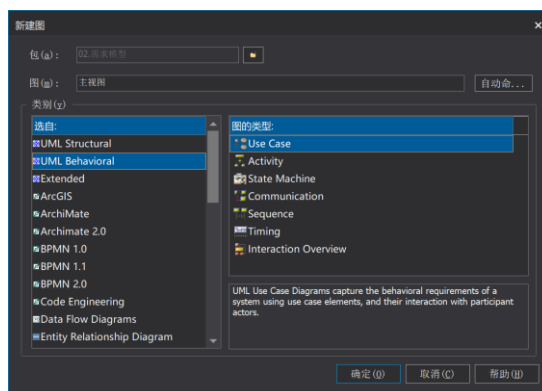 新建图
包(a): 02.需求模型
图(m): 主视图 自动命...
类别(y)
选自:
UML Structural
UML Behavioral
Extended
ArcGIS
ArchiMate
Archimate 2.0
BPMN 1.0
BPMN 1.1
BPMN 2.0
Code Engineering
Data Flow Diagrams
Entity Relationship Diagram
图的类型:
Use Case
Activity
State Machine
Communication
Sequence
Timing
Interaction Overview
UML Use Case Diagrams capture the behavioral requirements of a
system using use case elements, and their interaction with participant
actors.
确定(O) 取消(C) 帮助(H)